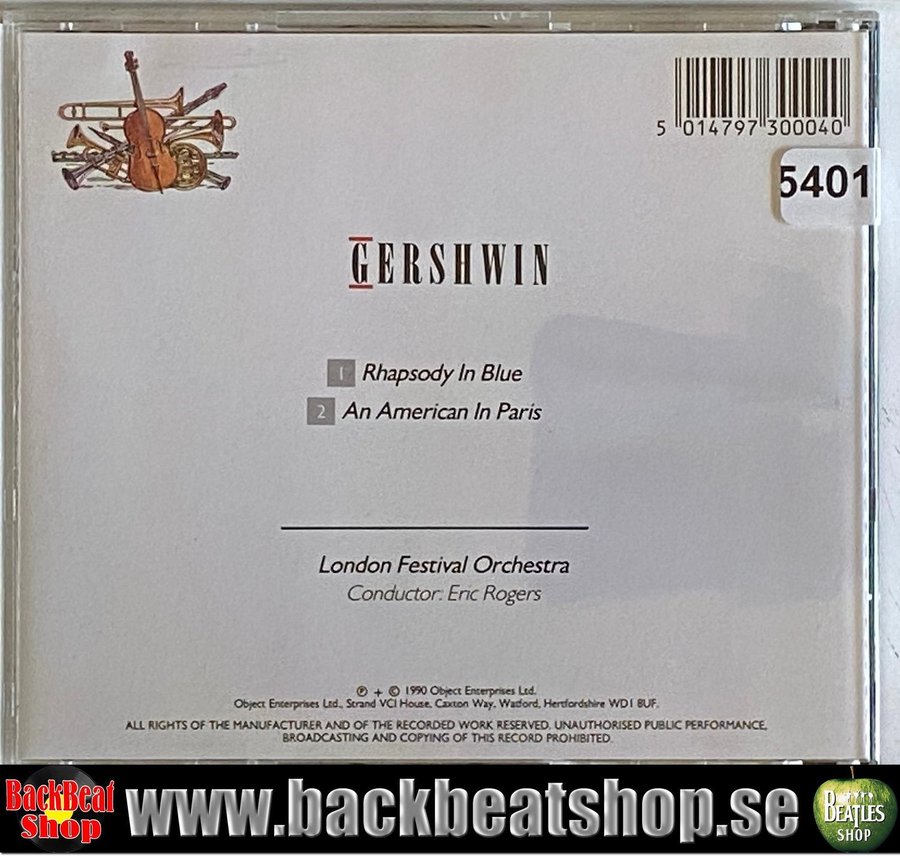 5 014797 300040
5401
GERSHWIN
1 Rhapsody In Blue
2 An American In Paris
London Festival Orchestra
Conductor: Eric Rogers
℗ + © 1990 Object Enterprises Ltd.
Object Enterprises Ltd., Strand VCI House, Caxton Way, Watford, Hertfordshire WD1 8UF.
ALL RIGHTS OF THE MANUFACTURER AND OF THE RECORDED WORK RESERVED. UNAUTHORISED PUBLIC PERFORMANCE,
BROADCASTING AND COPYING OF THIS RECORD PROHIBITED.
BackBeat
Shop
www.backbeatshop.se
BEATLES
SHOP